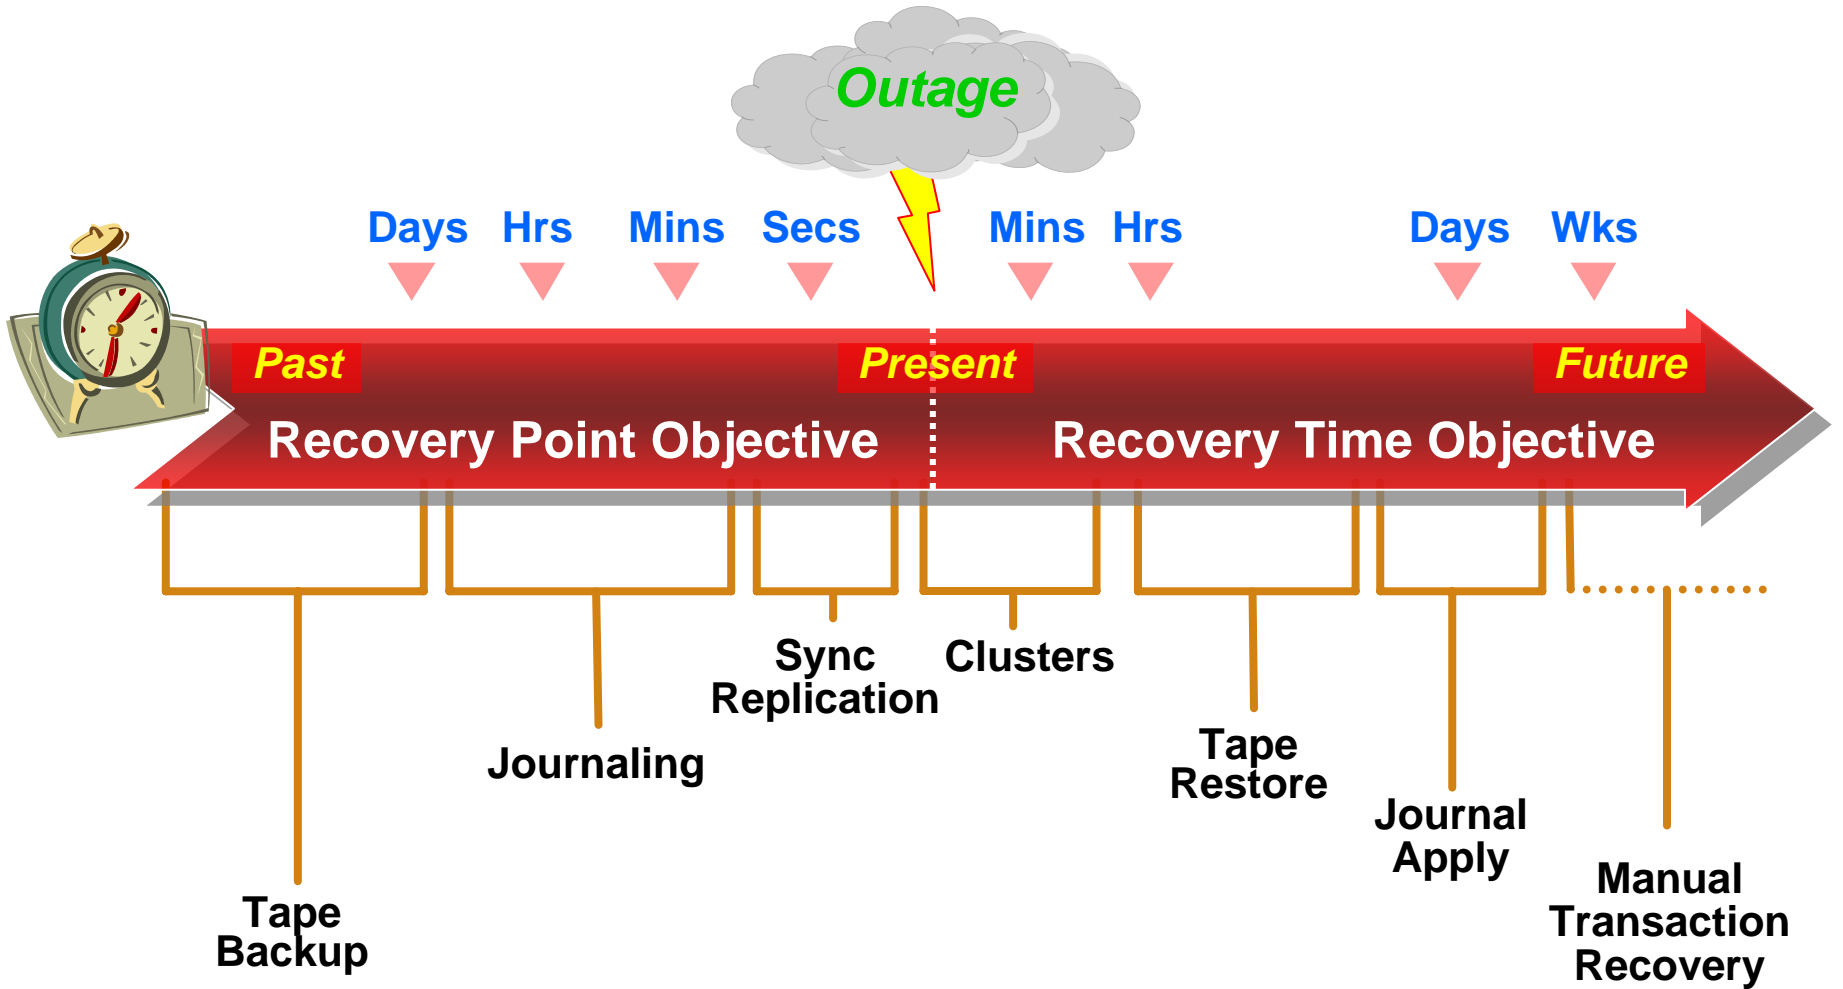 Outage
Days Hrs Mins Secs Mins Hrs Days Wks
Past Present Future
Recovery Point Objective Recovery Time Objective
Sync
Replication
Clusters
Journaling
Tape
Restore
Journal
Apply
Tape
Backup
Manual
Transaction
Recovery